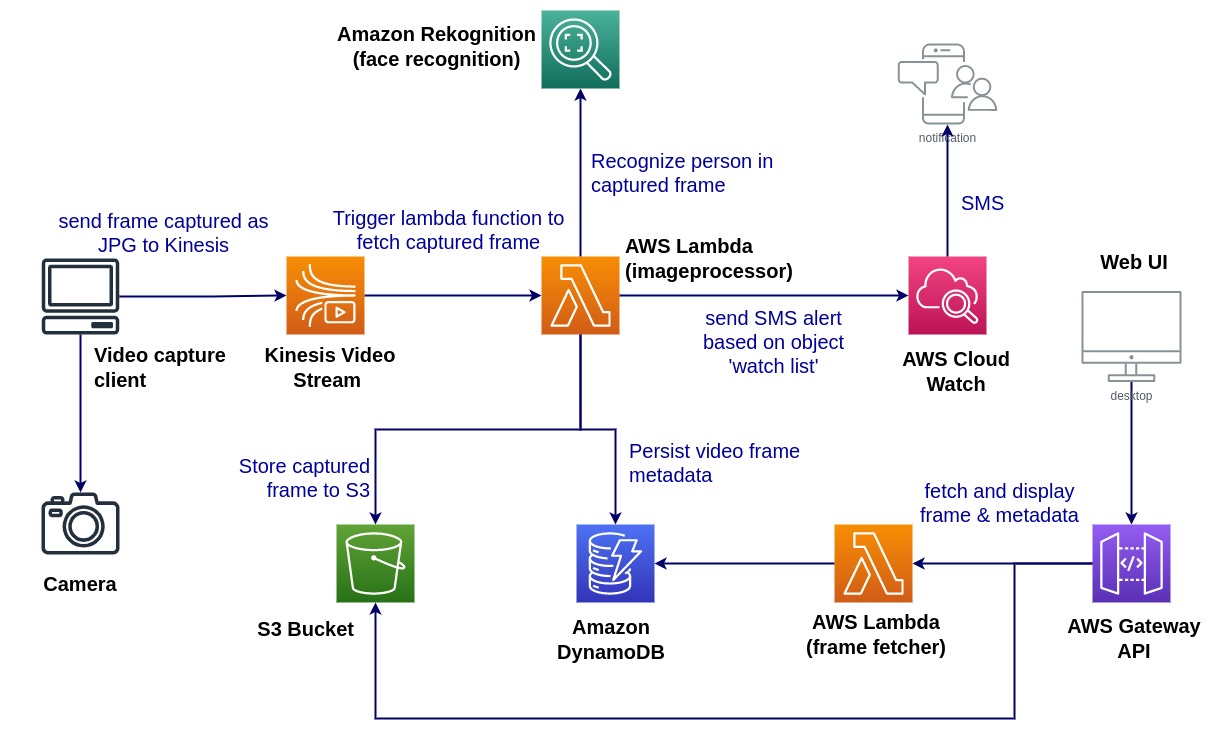 Amazon Rekognition
(face recognition)
notification
Recognize person in
captured frame
send frame captured as
JPG to Kinesis
Trigger lambda function to
fetch captured frame
SMS
AWS Lambda
(imageprocessor)
Web UI
send SMS alert
based on object
'watch list'
Video capture
client
Kinesis Video
Stream
AWS Cloud
Watch
desktop
Store captured
frame to S3
Persist video frame
metadata
fetch and display
frame & metadata
Camera
S3 Bucket
Amazon
DynamoDB
AWS Lambda
(frame fetcher)
AWS Gateway
API